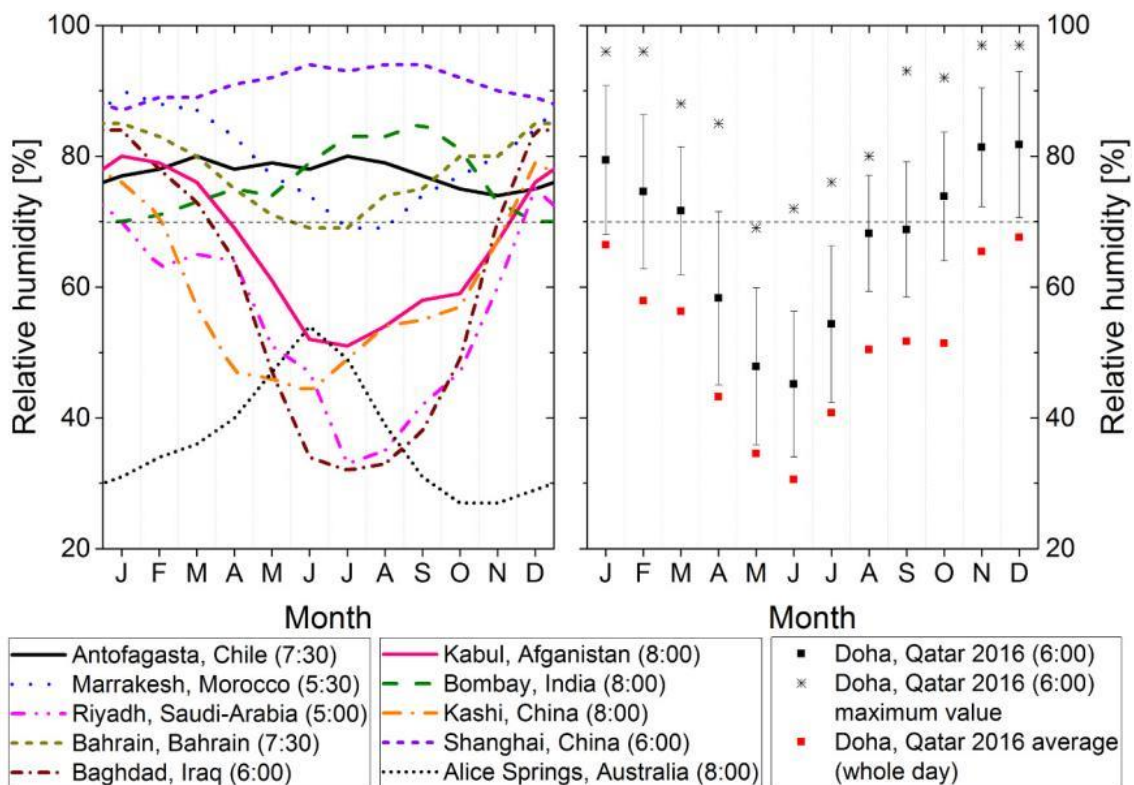 100
80
60
40
20
Relative humidity [%]
J F M A M J J A S O N D
Month
J F M A M J J A S O N D
Month
100
80
60
40
20
Relative humidity [%]
Antofagasta, Chile (7:30)
Marrakesh, Morocco (5:30)
Riyadh, Saudi-Arabia (5:00)
Bahrain, Bahrain (7:30)
Baghdad, Iraq (6:00)
Kabul, Afganistan (8:00)
Bombay, India (8:00)
Kashi, China (8:00)
Shanghai, China (6:00)
Alice Springs, Australia (8:00)
Doha, Qatar 2016 (6:00)
Doha, Qatar 2016 (6:00)
maximum value
Doha, Qatar 2016 average
(whole day)